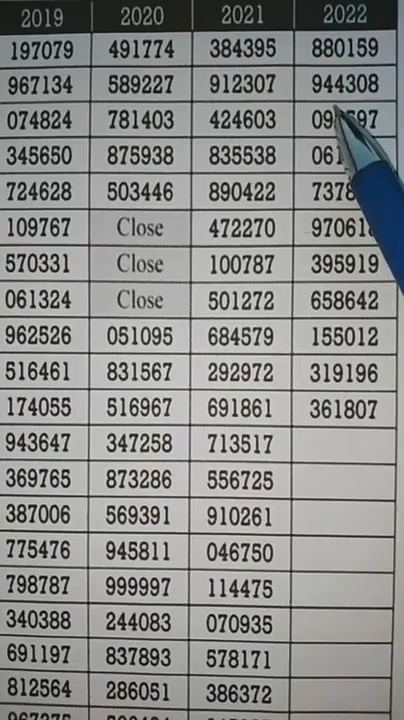 2019 2020 2021 2022
197079 491774 384395 880159
967134 589227 912307 944308
074824 781403 424603
345650 875938 835538
724628 503446 890422
109767 Close 472270
570331 Close 100787 395919
061324 Close 501272 658642
962526 051095 684579 155012
516461 831567 292972 319196
174055 516967 691861 361807
943647 347258 713517
369765 873286 556725
387006 569391 910261
775476 945811 046750
798787 999997 114475
340388 244083 070935
691197 837893 578171
812564 286051 386372